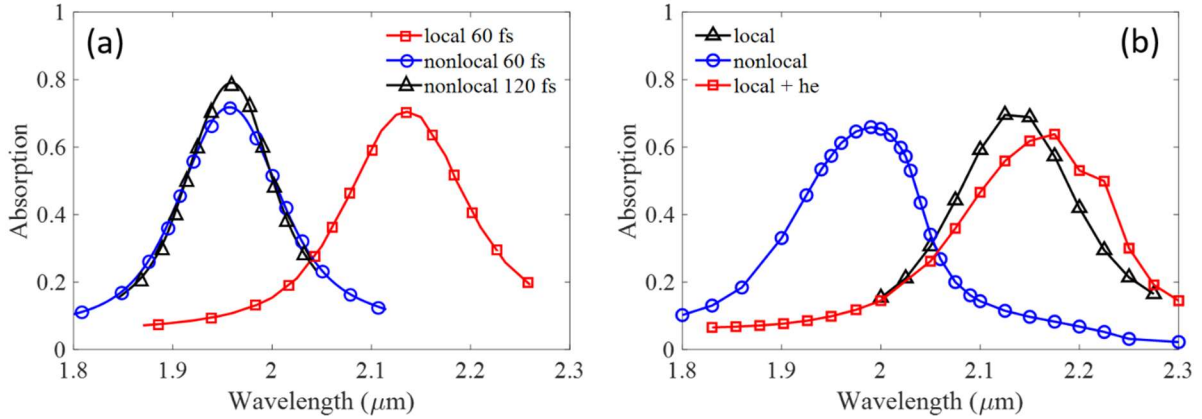 (a)
local 60 fs
nonlocal 60 fs
nonlocal 120 fs
1
0.8
0.6
0.4
0.2
0
Absorption
1.8 1.9 2 2.1 2.2 2.3
Wavelength (μm)
(b)
local
nonlocal
local + he
1
0.8
0.6
0.4
0.2
0
Absorption
1.8 1.9 2 2.1 2.2 2.3
Wavelength (μm)